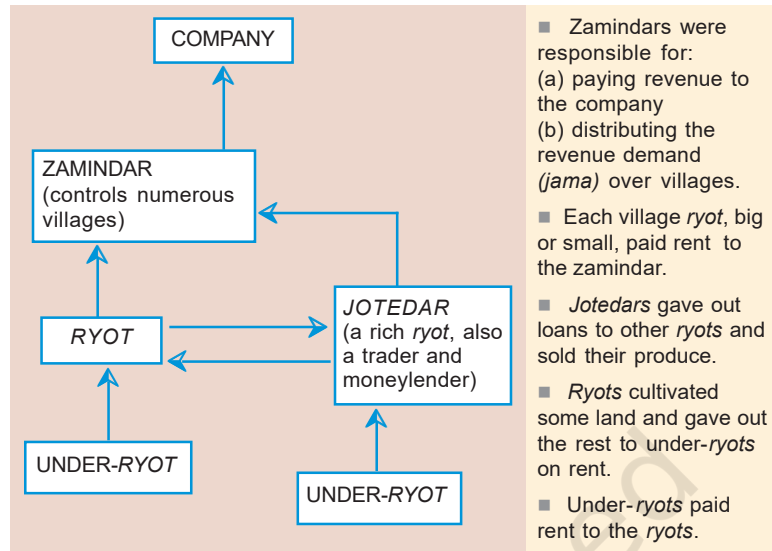 COMPANY
ZAMINDAR
(controls numerous
villages)
RYOT
JOTEDAR
(a rich ryot, also
a trader and
moneylender)
UNDER-RYOT
UNDER-RYOT
■ Zamindars were
responsible for:
(a) paying revenue to
the company
(b) distributing the
revenue demand
(jama) over villages.
■ Each village ryot, big
or small, paid rent to
the zamindar.
■ Jotedars gave out
loans to other ryots and
sold their produce.
■ Ryots cultivated
some land and gave out
the rest to under-ryots
on rent.
■ Under-ryots paid
rent to the ryots.